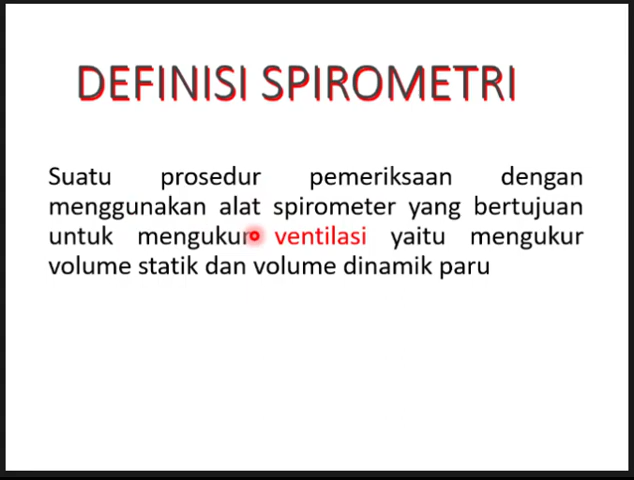 DEFINISI SPIROMETRI
Suatu prosedur pemeriksaan dengan
menggunakan alat spirometer yang bertujuan
untuk mengukur ventilasi yaitu mengukur
volume statik dan volume dinamik paru